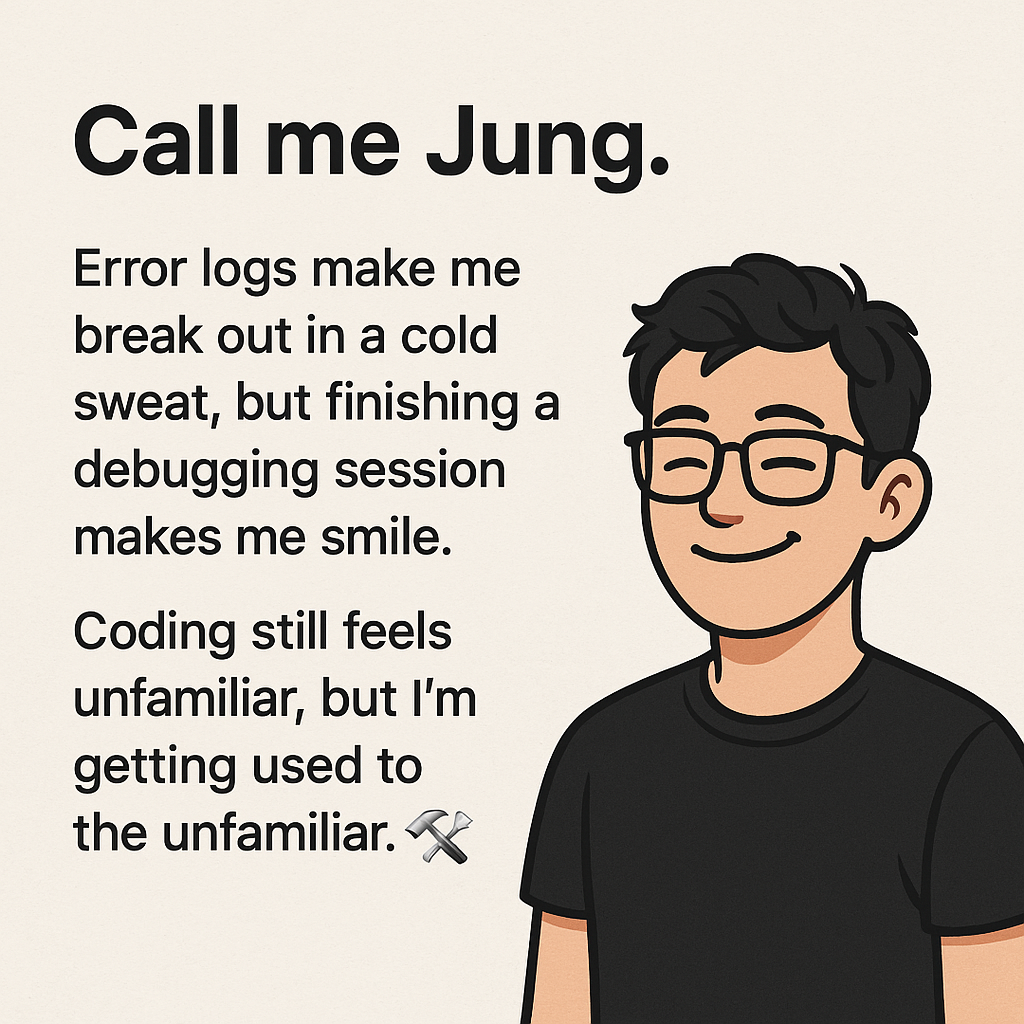 Call me Jung.
Error logs make me
break out in a cold
sweat, but finishing a
debugging session
makes me smile.
Coding still feels
unfamiliar, but I’m
getting used to
the unfamiliar. 🛠️